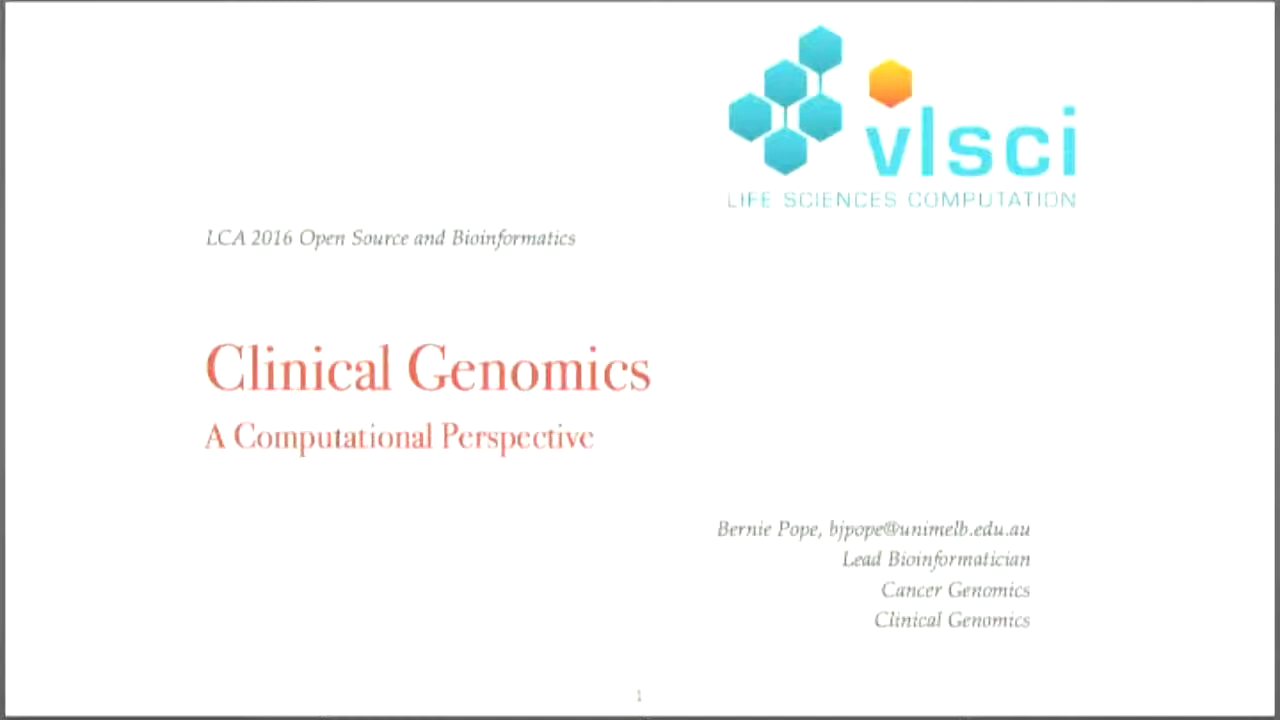 vlsci
LIFE SCIENCES COMPUTATION
LCA 2016 Open Source and Bioinformatics
Clinical Genomics
A Computational Perspective
Bernie Pope, bjpope@unimelb.edu.au
Lead Bioinformatician
Cancer Genomics
Clinical Genomics
1